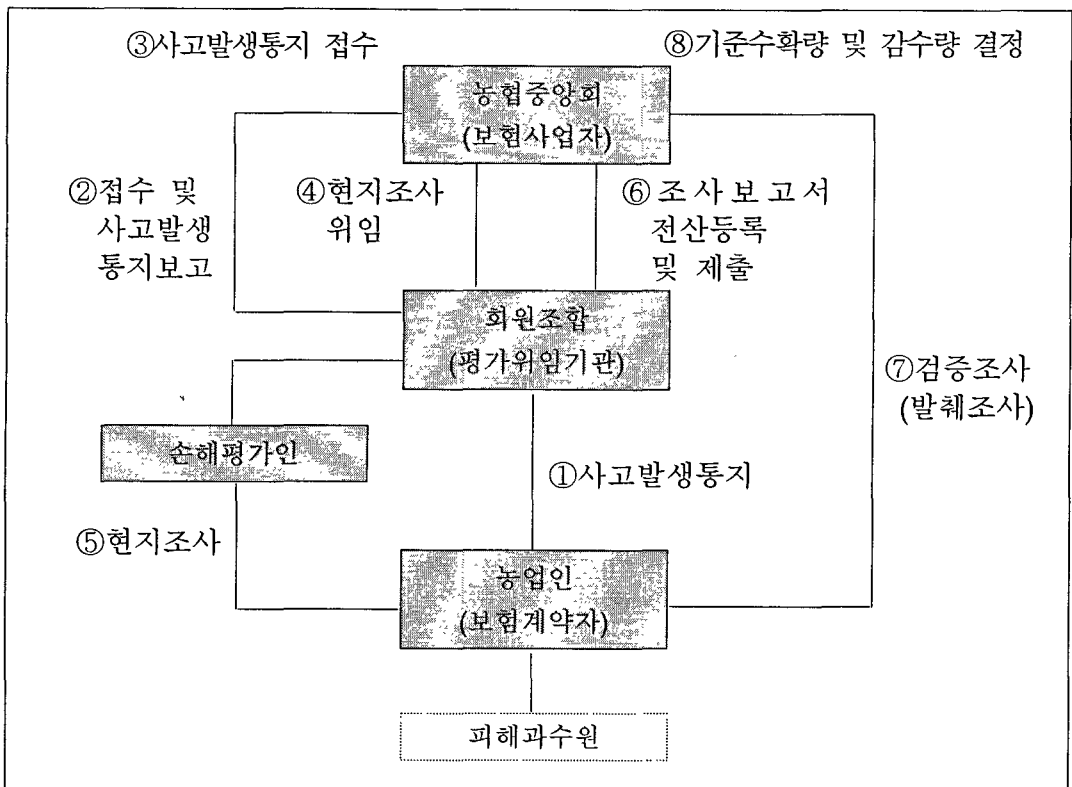 ③사고발생통지 접수
⑧기준수확량 및 감수량 결정
농협중앙회
(보험사업자)
②접수 및
사고발생
통지보고
④현지조사
위임
⑥조사보고서
전산등록
및 제출
회원조합
(평가위임기관)
⑦검증조사
(발췌조사)
손해평가인
①사고발생통지
⑤현지조사
농업인
(보험계약자)
피해과수원